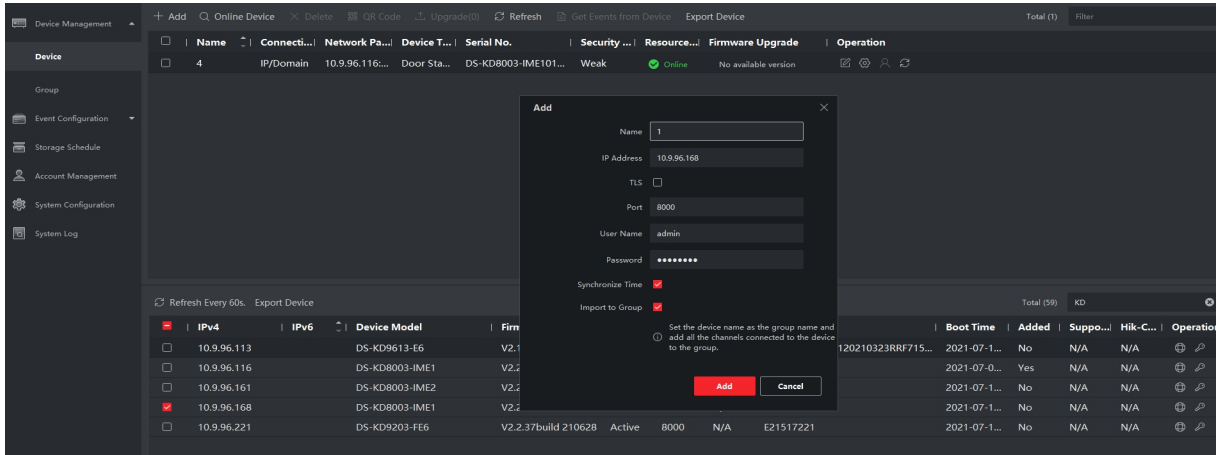 Device Management
Device
Group
Event Configuration
Storage Schedule
Account Management
System Configuration
System Log
+ Add Online Device × Delete QR Code Upgrade(0) Refresh Get Events from Device Export Device Total (1) Filter
Name Connecti... Network Pa... Device T... Serial No. Security ... Resource... Firmware Upgrade Operation
4 IP/Domain 10.9.96.116:... Door Sta... DS-KD8003-IME101... Weak Online No available version
Add
Name 1
IP Address 10.9.96.168
TLS
Port 8000
User Name admin
Password ••••••••
Synchronize Time
Import to Group
Set the device name as the group name and
add all the channels connected to the device
to the group.
Add Cancel
Refresh Every 60s. Export Device Total (59) KD
IPv4 IPv6 Device Model Firm Boot Time Added Suppo... Hik-C... Operation
10.9.96.113 DS-KD9613-E6 V2.1 120210323RRF715... 2021-07-1... No N/A N/A
10.9.96.116 DS-KD8003-IME1 V2.2 2021-07-0... Yes N/A N/A
10.9.96.161 DS-KD8003-IME2 V2.2 2021-07-1... No N/A N/A
10.9.96.168 DS-KD8003-IME1 V2.2 2021-07-1... No N/A N/A
10.9.96.221 DS-KD9203-FE6 V2.2.37build 210628 Active 8000 N/A E21517221 2021-07-1... No N/A N/A